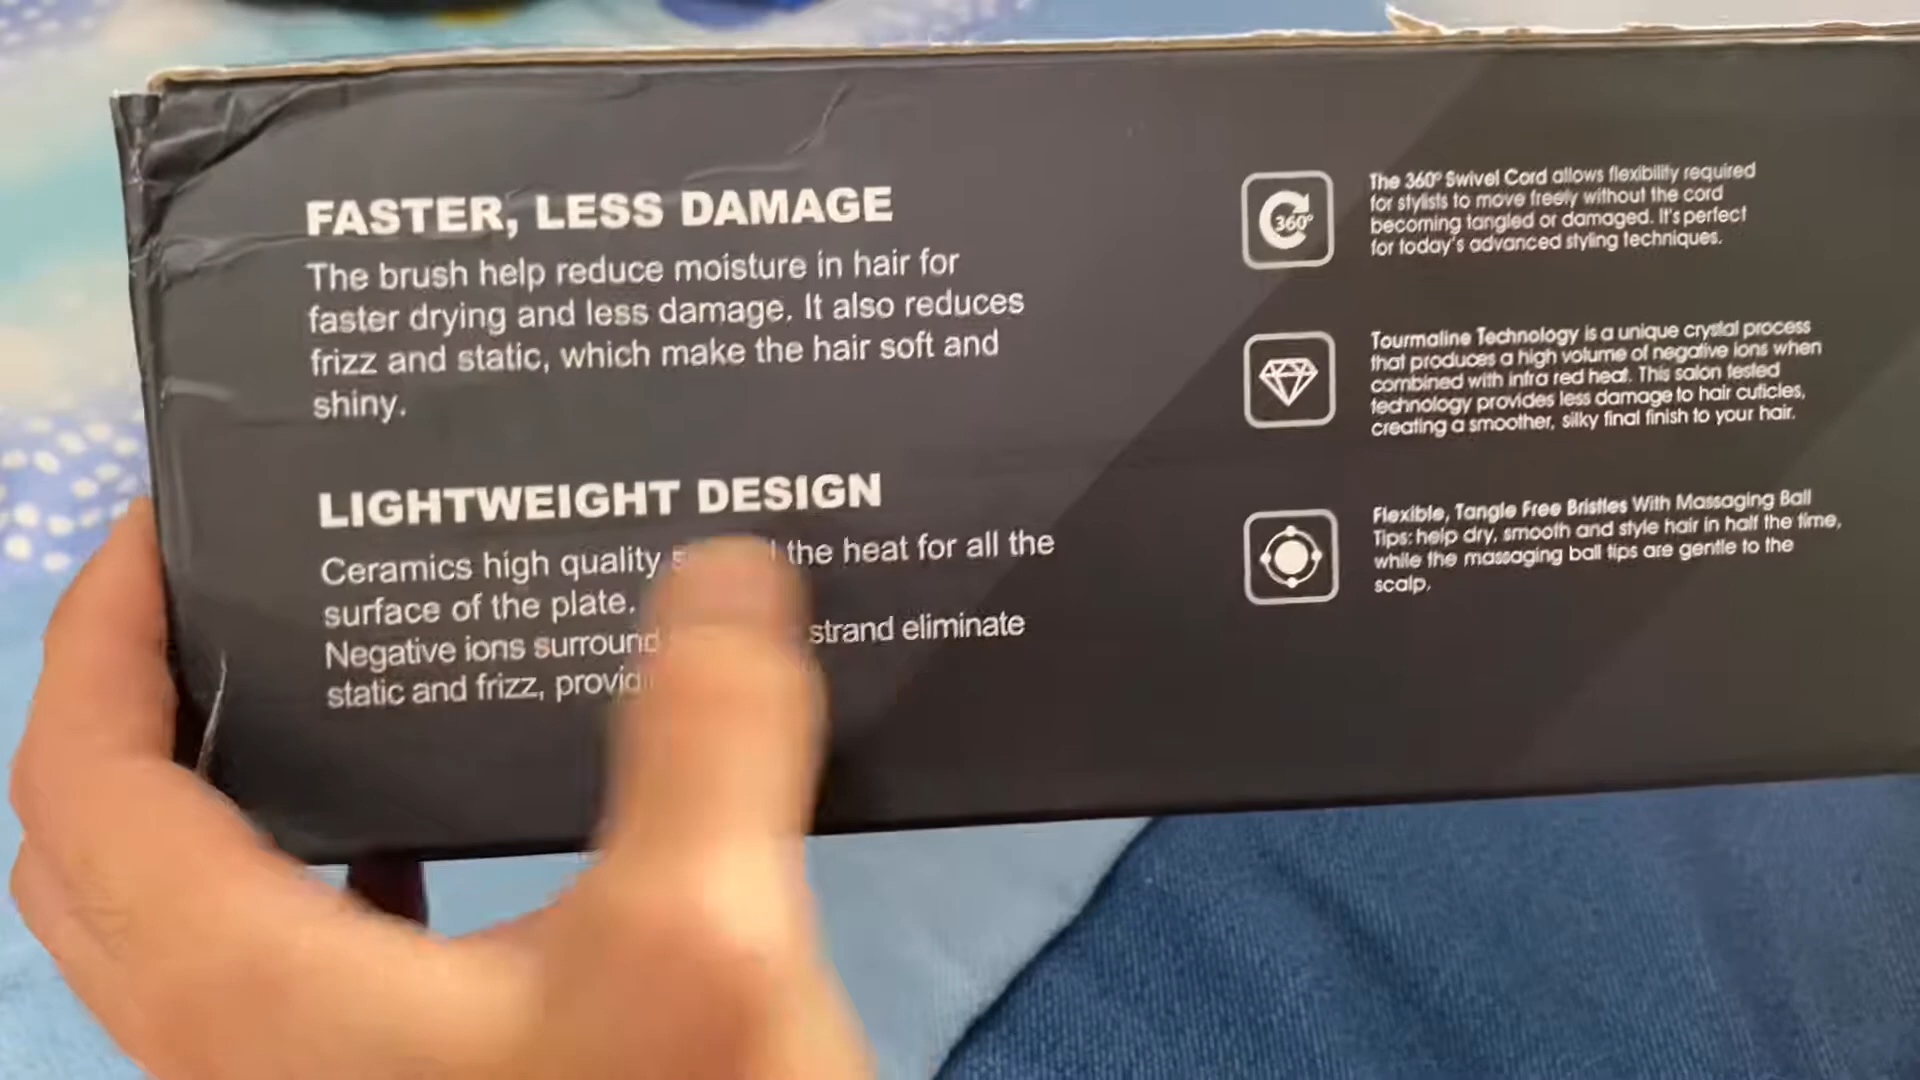 FASTER, LESS DAMAGE
The brush help reduce moisture in hair for
faster drying and less damage. It also reduces
frizz and static, which make the hair soft and
shiny.
LIGHTWEIGHT DESIGN
Ceramics high quality the heat for all the
surface of the plate.
Negative ions surround strand eliminate
static and frizz,
360°
The 360° Swivel Cord allows flexibility required
for stylists to move freely without the cord
becoming tangled or damaged. It's perfect
for today's advanced styling techniques.
Tourmaline Technology is a unique crystal process
that produces a high volume of negative ions when
combined with infra red heat. This salon tested
technology provides less damage to hair cuticles,
creating a smoother, silky final finish to your hair.
Flexible, Tangle Free Bristles With Massaging Ball
Tips: help dry, smooth and style hair in half the time,
while the massaging ball tips are gentle to the
scalp.